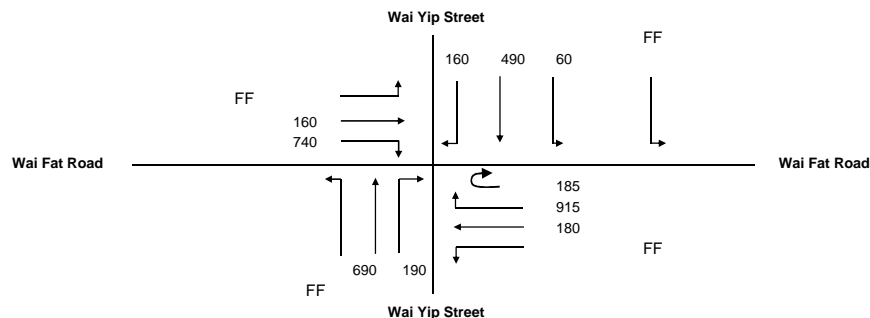 Wai Yip Street
FF
160 490 60
FF
160
740
Wai Fat Road Wai Fat Road
185
915
180
FF
690 190
FF
Wai Yip Street